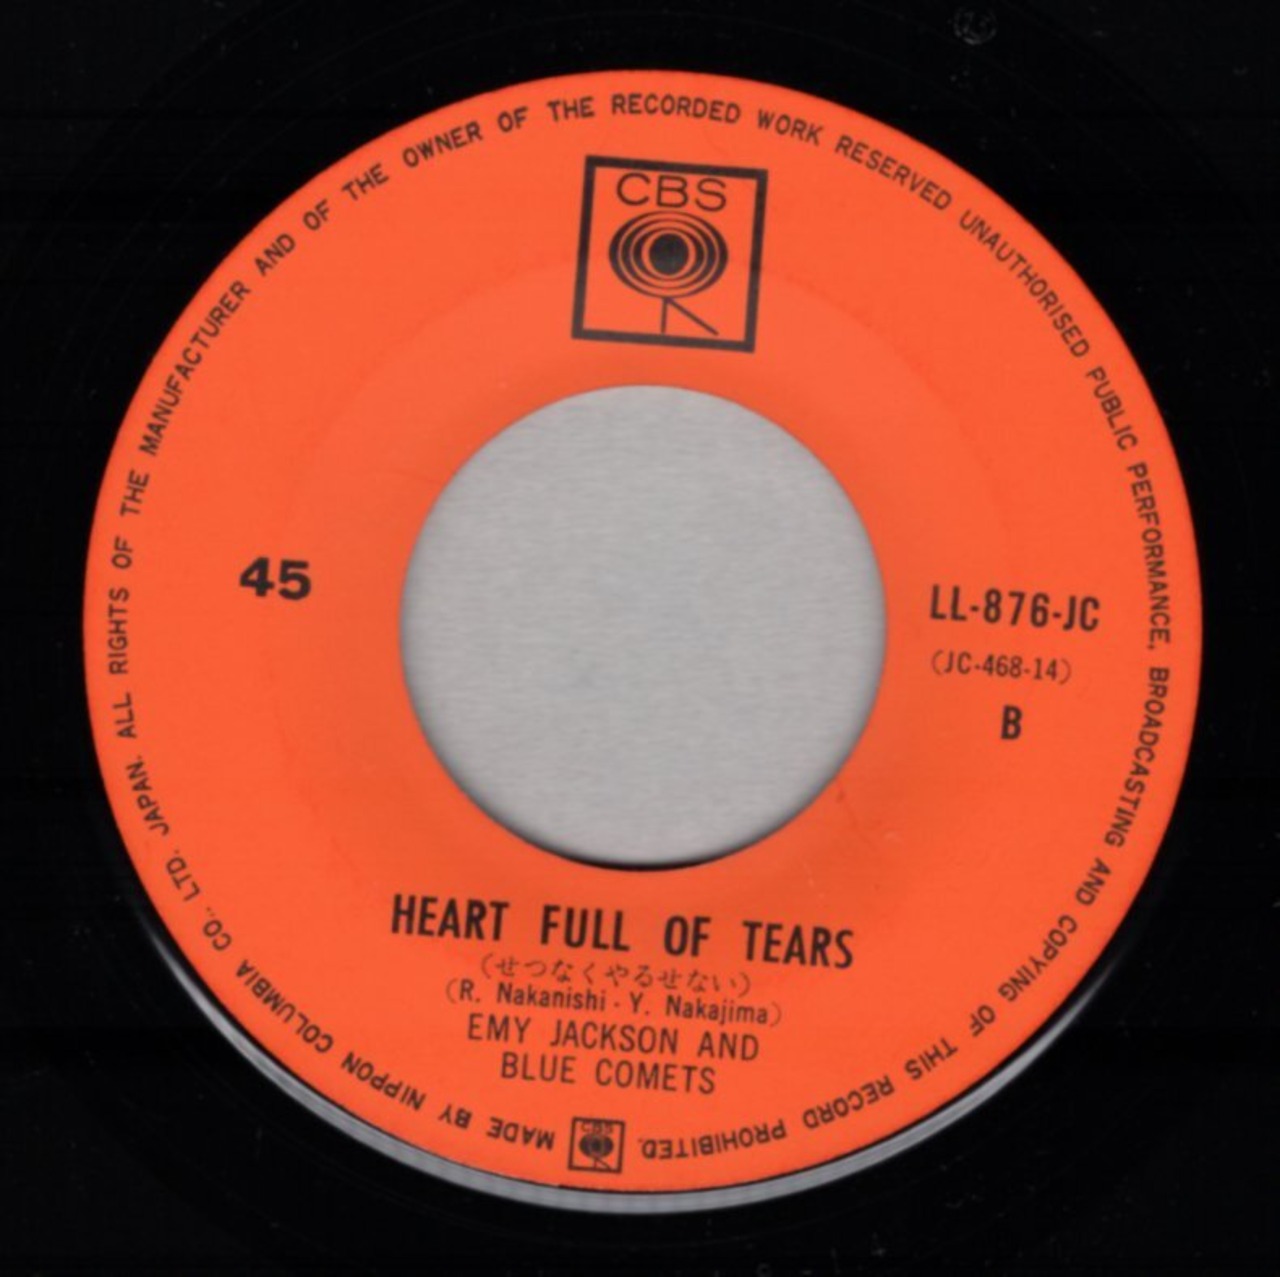 MADE BY NIPPON COLUMBIA CO., LTD. JAPAN. ALL RIGHTS OF THE MANUFACTURER AND OF THE OWNER OF THE RECORDED WORK RESERVED UNAUTHORISED PUBLIC PERFORMANCE, BROADCASTING AND COPYING OF THIS RECORD PROHIBITED.
CBS
45
LL-876-JC
(JC-468-14)
B
HEART FULL OF TEARS
(せつなくやるせない)
(R. Nakanishi · Y. Nakajima)
EMY JACKSON AND
BLUE COMETS
CBS